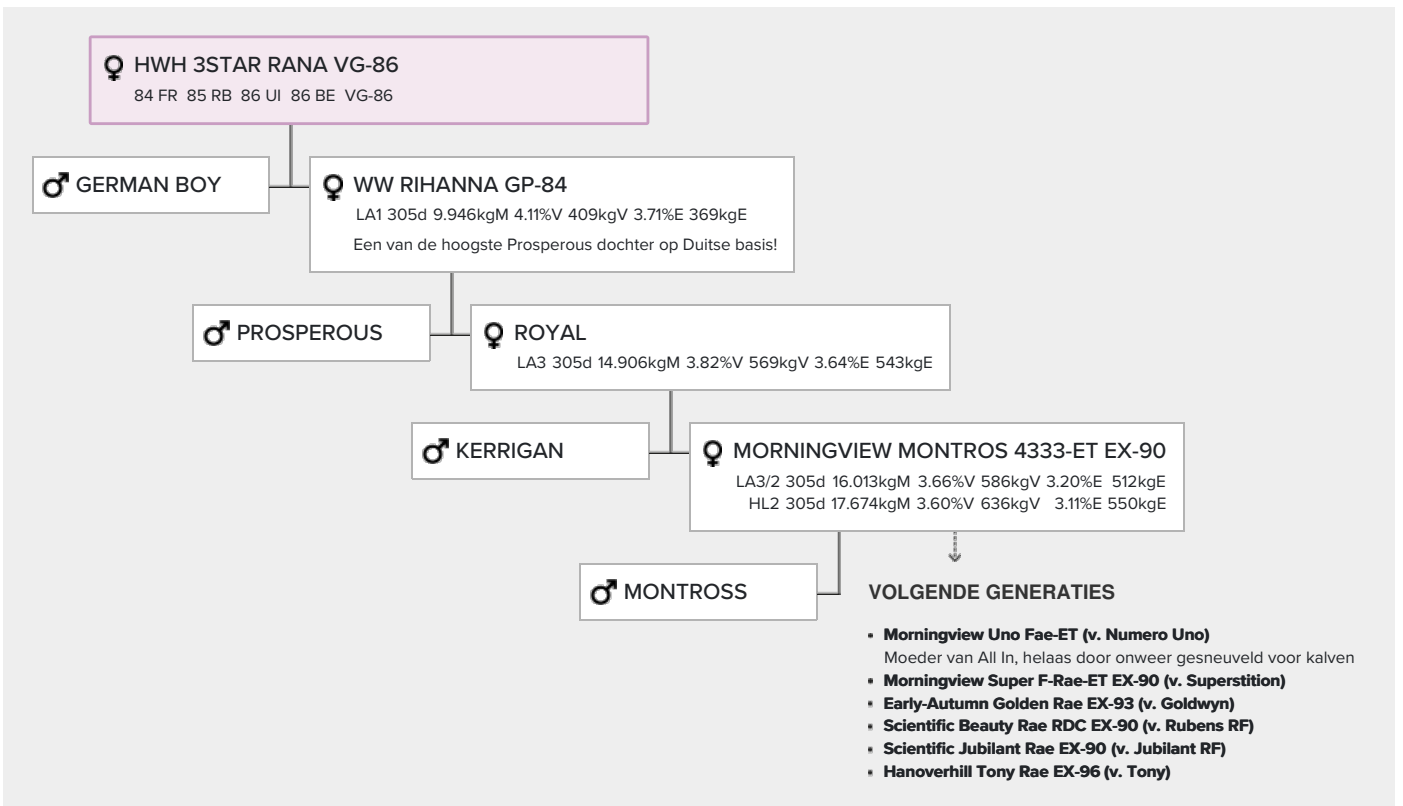 HWH 3STAR RANA VG-86
84 FR 85 RB 86 UI 86 BE VG-86
GERMAN BOY
WW RIHANNA GP-84
LA1 305d 9.946kgM 4.11%V 409kgV 3.71%E 369kgE
Een van de hoogste Prosperous dochter op Duitse basis!
PROSPEROUS
ROYAL
LA3 305d 14.906kgM 3.82%V 569kgV 3.64%E 543kgE
KERRIGAN
MORNINGVIEW MONTROS 4333-ET EX-90
LA3/2 305d 16.013kgM 3.66%V 586kgV 3.20%E 512kgE
HL2 305d 17.674kgM 3.60%V 636kgV 3.11%E 550kgE
MONTROSS
VOLGENDE GENERATIES
• Morningview Uno Fae-ET (v. Numero Uno)
Moeder van All In, helaas door onweer gesneuveld voor kalven
• Morningview Super F-Rae-ET EX-90 (v. Superstition)
• Early-Autumn Golden Rae EX-93 (v. Goldwyn)
• Scientific Beauty Rae RDC EX-90 (v. Rubens RF)
• Scientific Jubilant Rae EX-90 (v. Jubilant RF)
• Hanoverhill Tony Rae EX-96 (v. Tony)